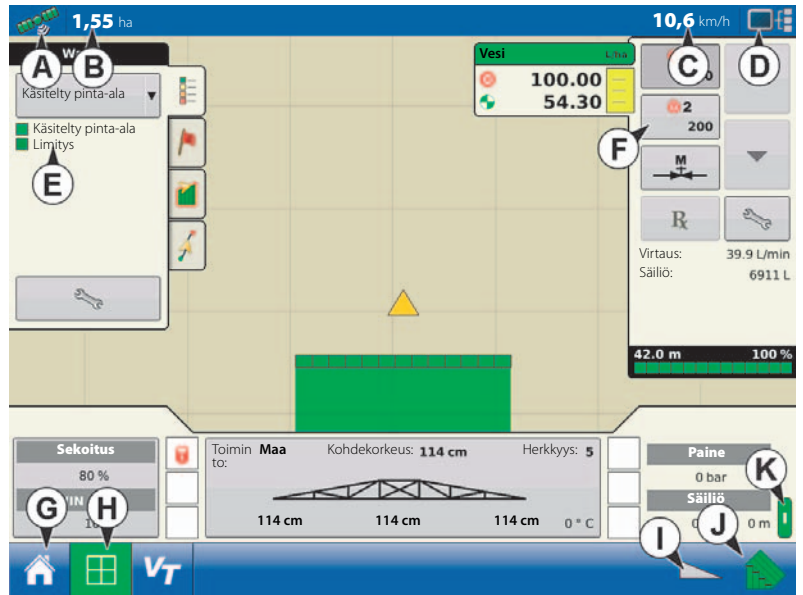 1,55 ha
10,6 km/h
A
B
C
D
Käsitelty pinta-ala
Käsitelty pinta-ala
Limitys
E
Vesi L/ha
100.00
54.30
2
200
F
M
Rx
Virtaus: 39.9 L/min
Säiliö: 6911 L
42.0 m 100 %
Sekoitus
80 %
Toimin
to:
Maa
Kohdekorkeus: 114 cm
Herkkyys: 5
114 cm 114 cm 114 cm 0 ° C
Paine
0 bar
Säiliö
0 m
G
H
I
J
K
VT